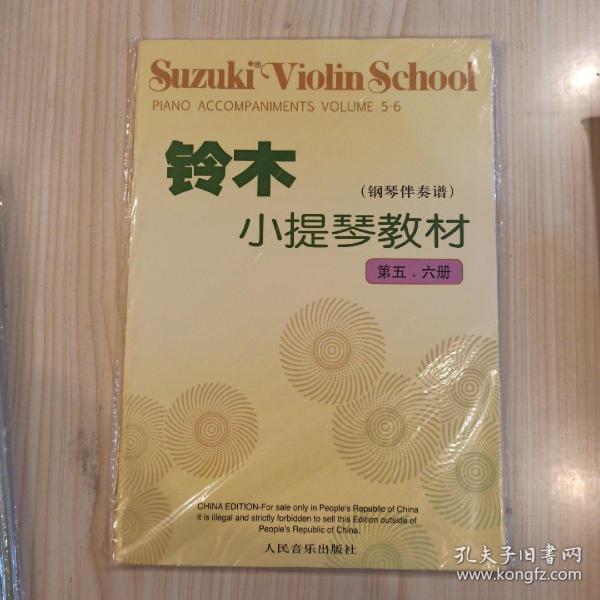 Suzuki® Violin School
PIANO ACCOMPANIMENTS VOLUME 5-6
铃木
(钢琴伴奏谱)
小提琴教材
第五、六册
CHINA EDITION-For sale only in People's Republic of China
It is illegal and strictly forbidden to sell this Edition outside of
People's Republic of China.
人民音乐出版社
孔夫子旧书网
www.kongfz.com